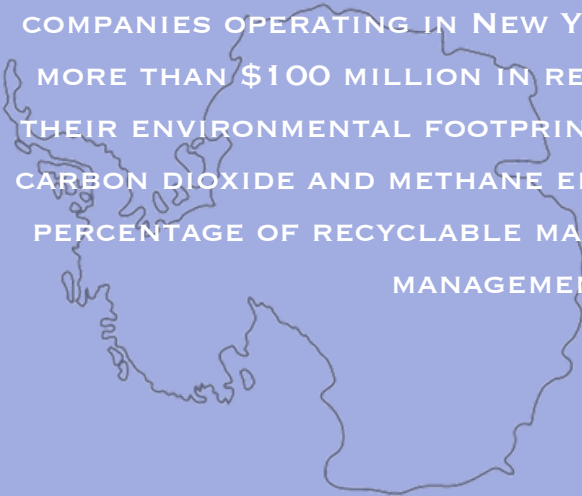 COMPANIES OPERATING IN NEW Y
MORE THAN $100 MILLION IN RE
THEIR ENVIRONMENTAL FOOTPRIN
CARBON DIOXIDE AND METHANE E
PERCENTAGE OF RECYCLABLE MA
MANAGEMEN